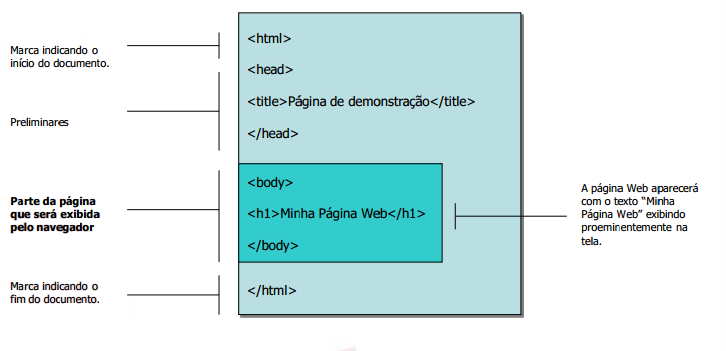 Marca indicando o
início do documento.
Preliminares
Parte da página
que será exibida
pelo navegador
Marca indicando o
fim do documento.
<html>
<head>
<title>Página de demonstração</title>
</head>
<body>
<h1>Minha Página Web</h1>
</body>
</html>
A página Web aparecerá
com o texto “Minha
Página Web” exibindo
proeminentemente na
tela.